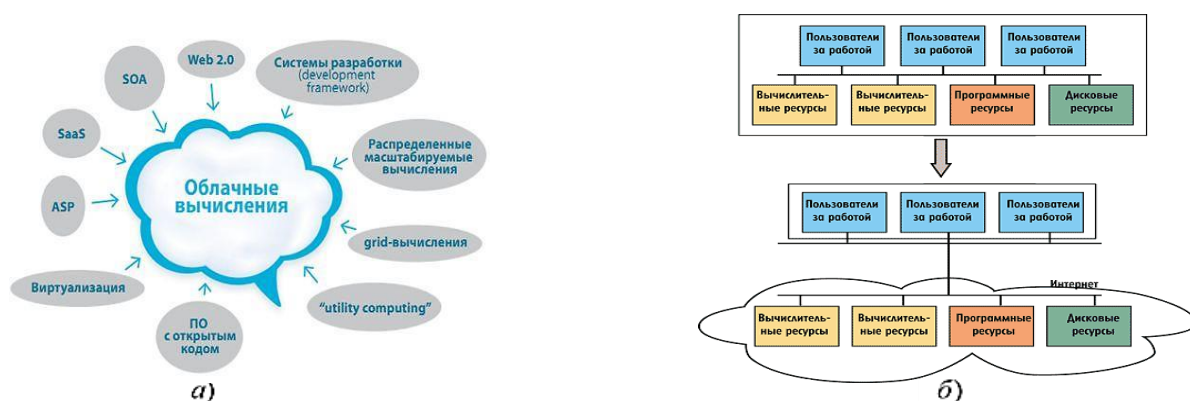 Web 2.0
SOA
Системы разработки
(development
framework)
SaaS
Распределенные
масштабируемые
вычисления
Облачные
вычисления
ASP
grid-вычисления
Виртуализация
"utility computing"
ПО
с открытым
кодом
а)
Пользователи
за работой
Пользователи
за работой
Пользователи
за работой
Вычислитель-
ные ресурсы
Вычислитель-
ные ресурсы
Программные
ресурсы
Дисковые
ресурсы
Пользователи
за работой
Пользователи
за работой
Пользователи
за работой
Интернет
Вычислитель-
ные ресурсы
Вычислитель-
ные ресурсы
Программные
ресурсы
Дисковые
ресурсы
б)